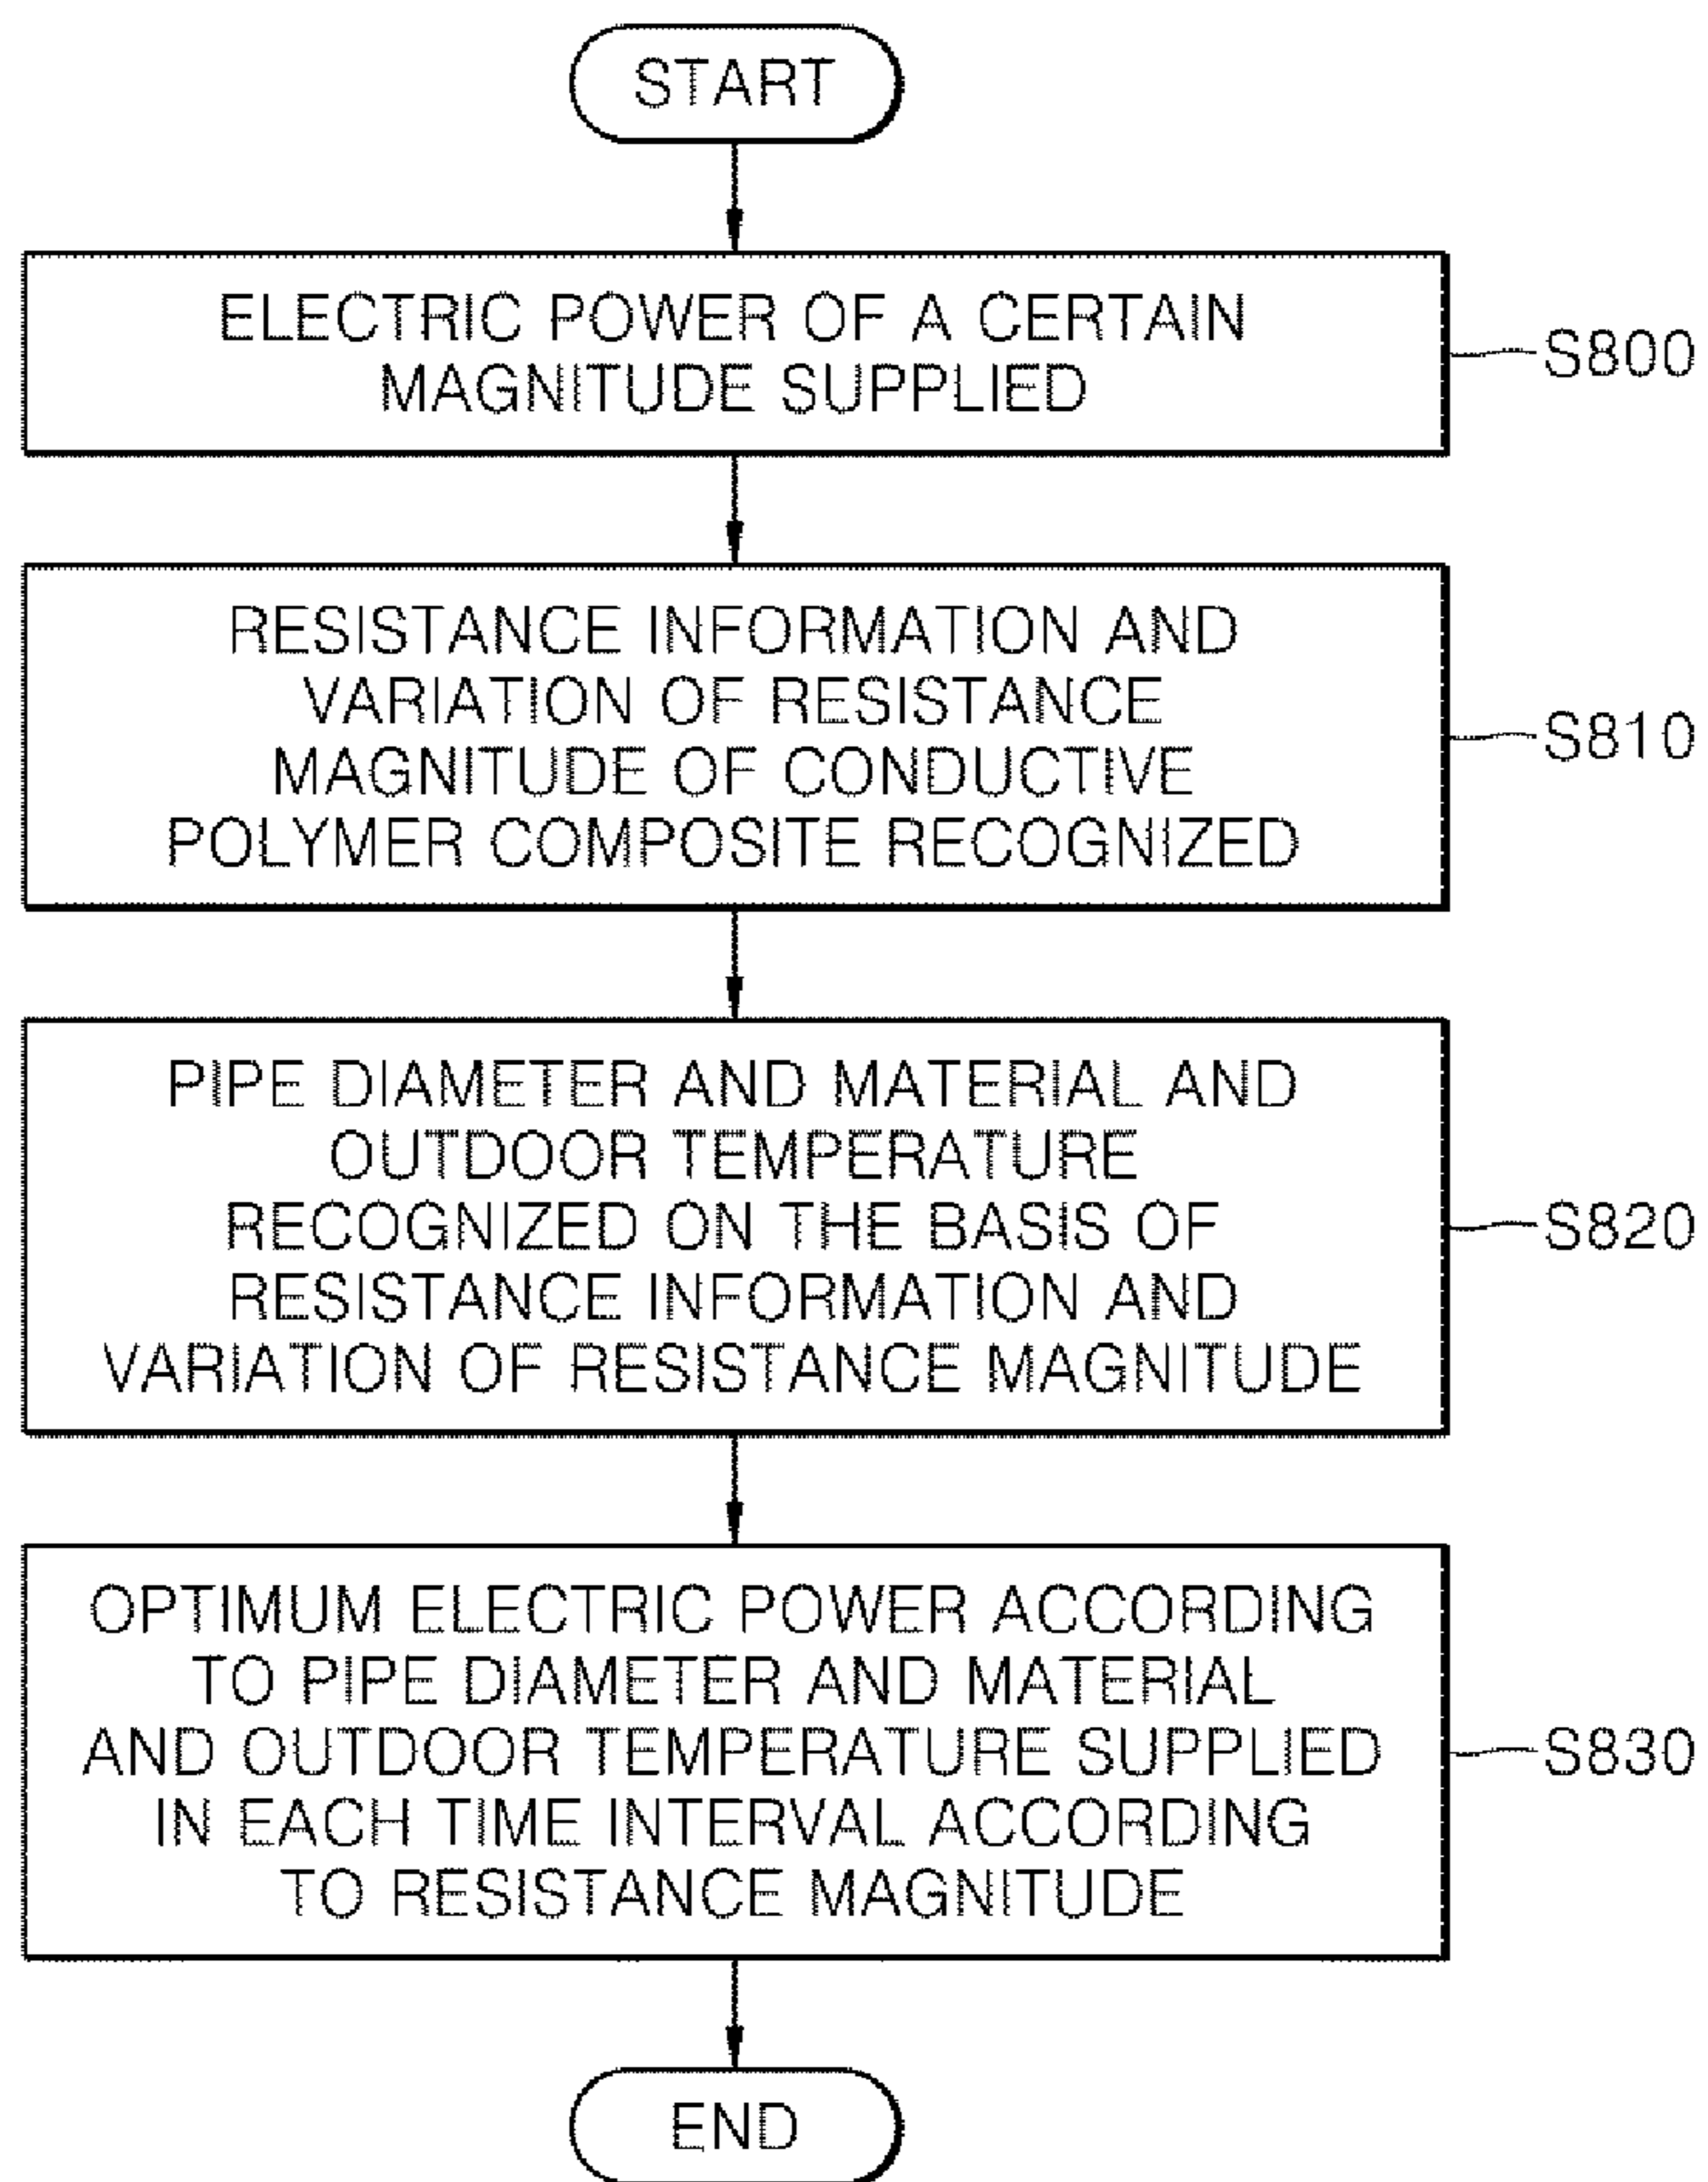 START
ELECTRIC POWER OF A CERTAIN
MAGNITUDE SUPPLIED
S800
RESISTANCE INFORMATION AND
VARIATION OF RESISTANCE
MAGNITUDE OF CONDUCTIVE
POLYMER COMPOSITE RECOGNIZED
S810
PIPE DIAMETER AND MATERIAL AND
OUTDOOR TEMPERATURE
RECOGNIZED ON THE BASIS OF
RESISTANCE INFORMATION AND
VARIATION OF RESISTANCE MAGNITUDE
S820
OPTIMUM ELECTRIC POWER ACCORDING
TO PIPE DIAMETER AND MATERIAL
AND OUTDOOR TEMPERATURE SUPPLIED
IN EACH TIME INTERVAL ACCORDING
TO RESISTANCE MAGNITUDE
S830
END